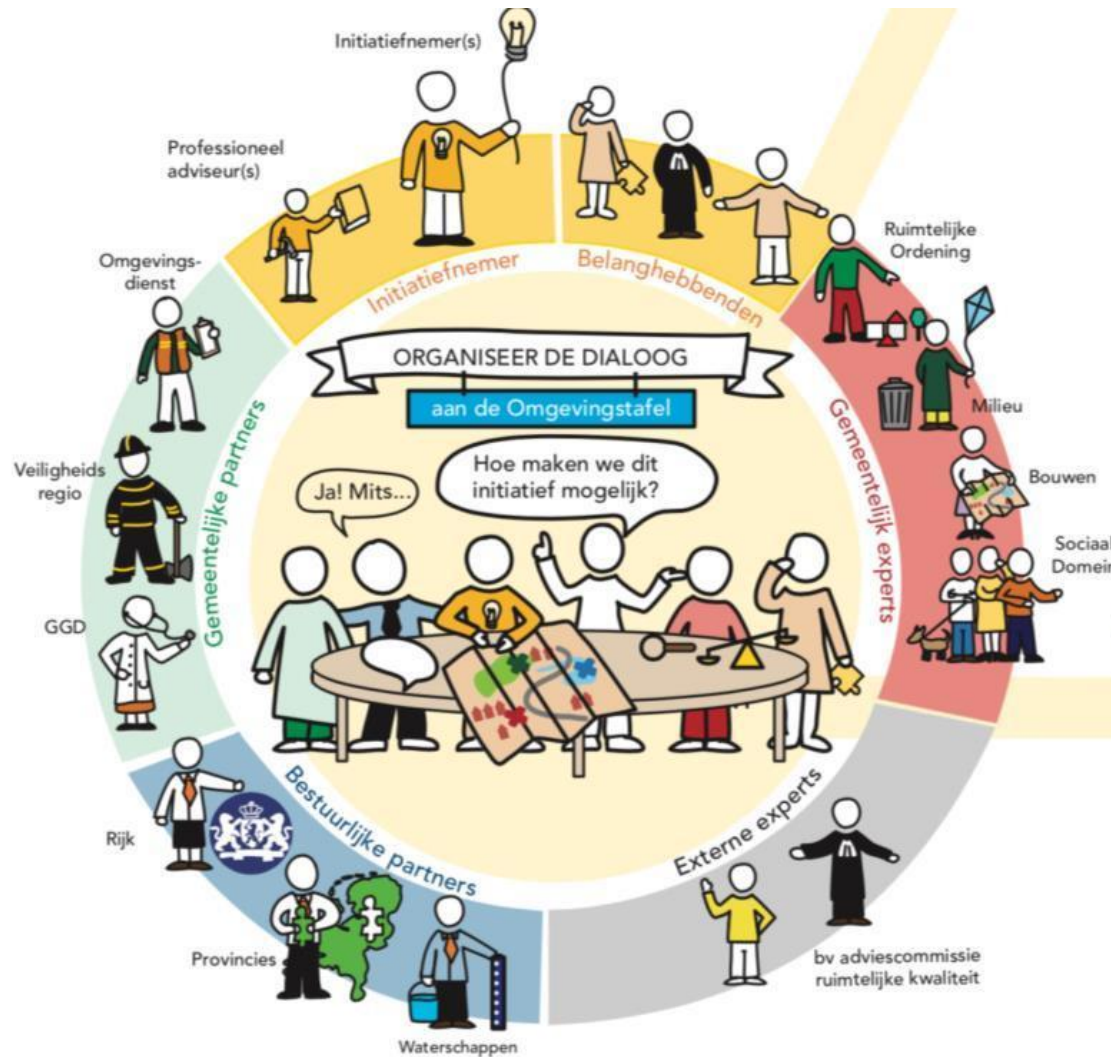 Initiatiefnemer(s)
Professioneel
adviseur(s)
Omgevings-
dienst
Ruimtelijke
Ordening
Initiatiefnemer
Belanghebbenden
ORGANISEER DE DIALOOG
aan de Omgevingstafel
Milieu
Hoe maken we dit
initiatief mogelijk?
Ja! Mits...
Veiligheids
regio
Gemeentelijke partners
Gemeentelijk experts
Bouwen
Sociaal
Domein
GGD
Rijk
Bestuurlijke partners
Externe experts
Provincies
Waterschappen
bv adviescommissie
ruimtelijke kwaliteit